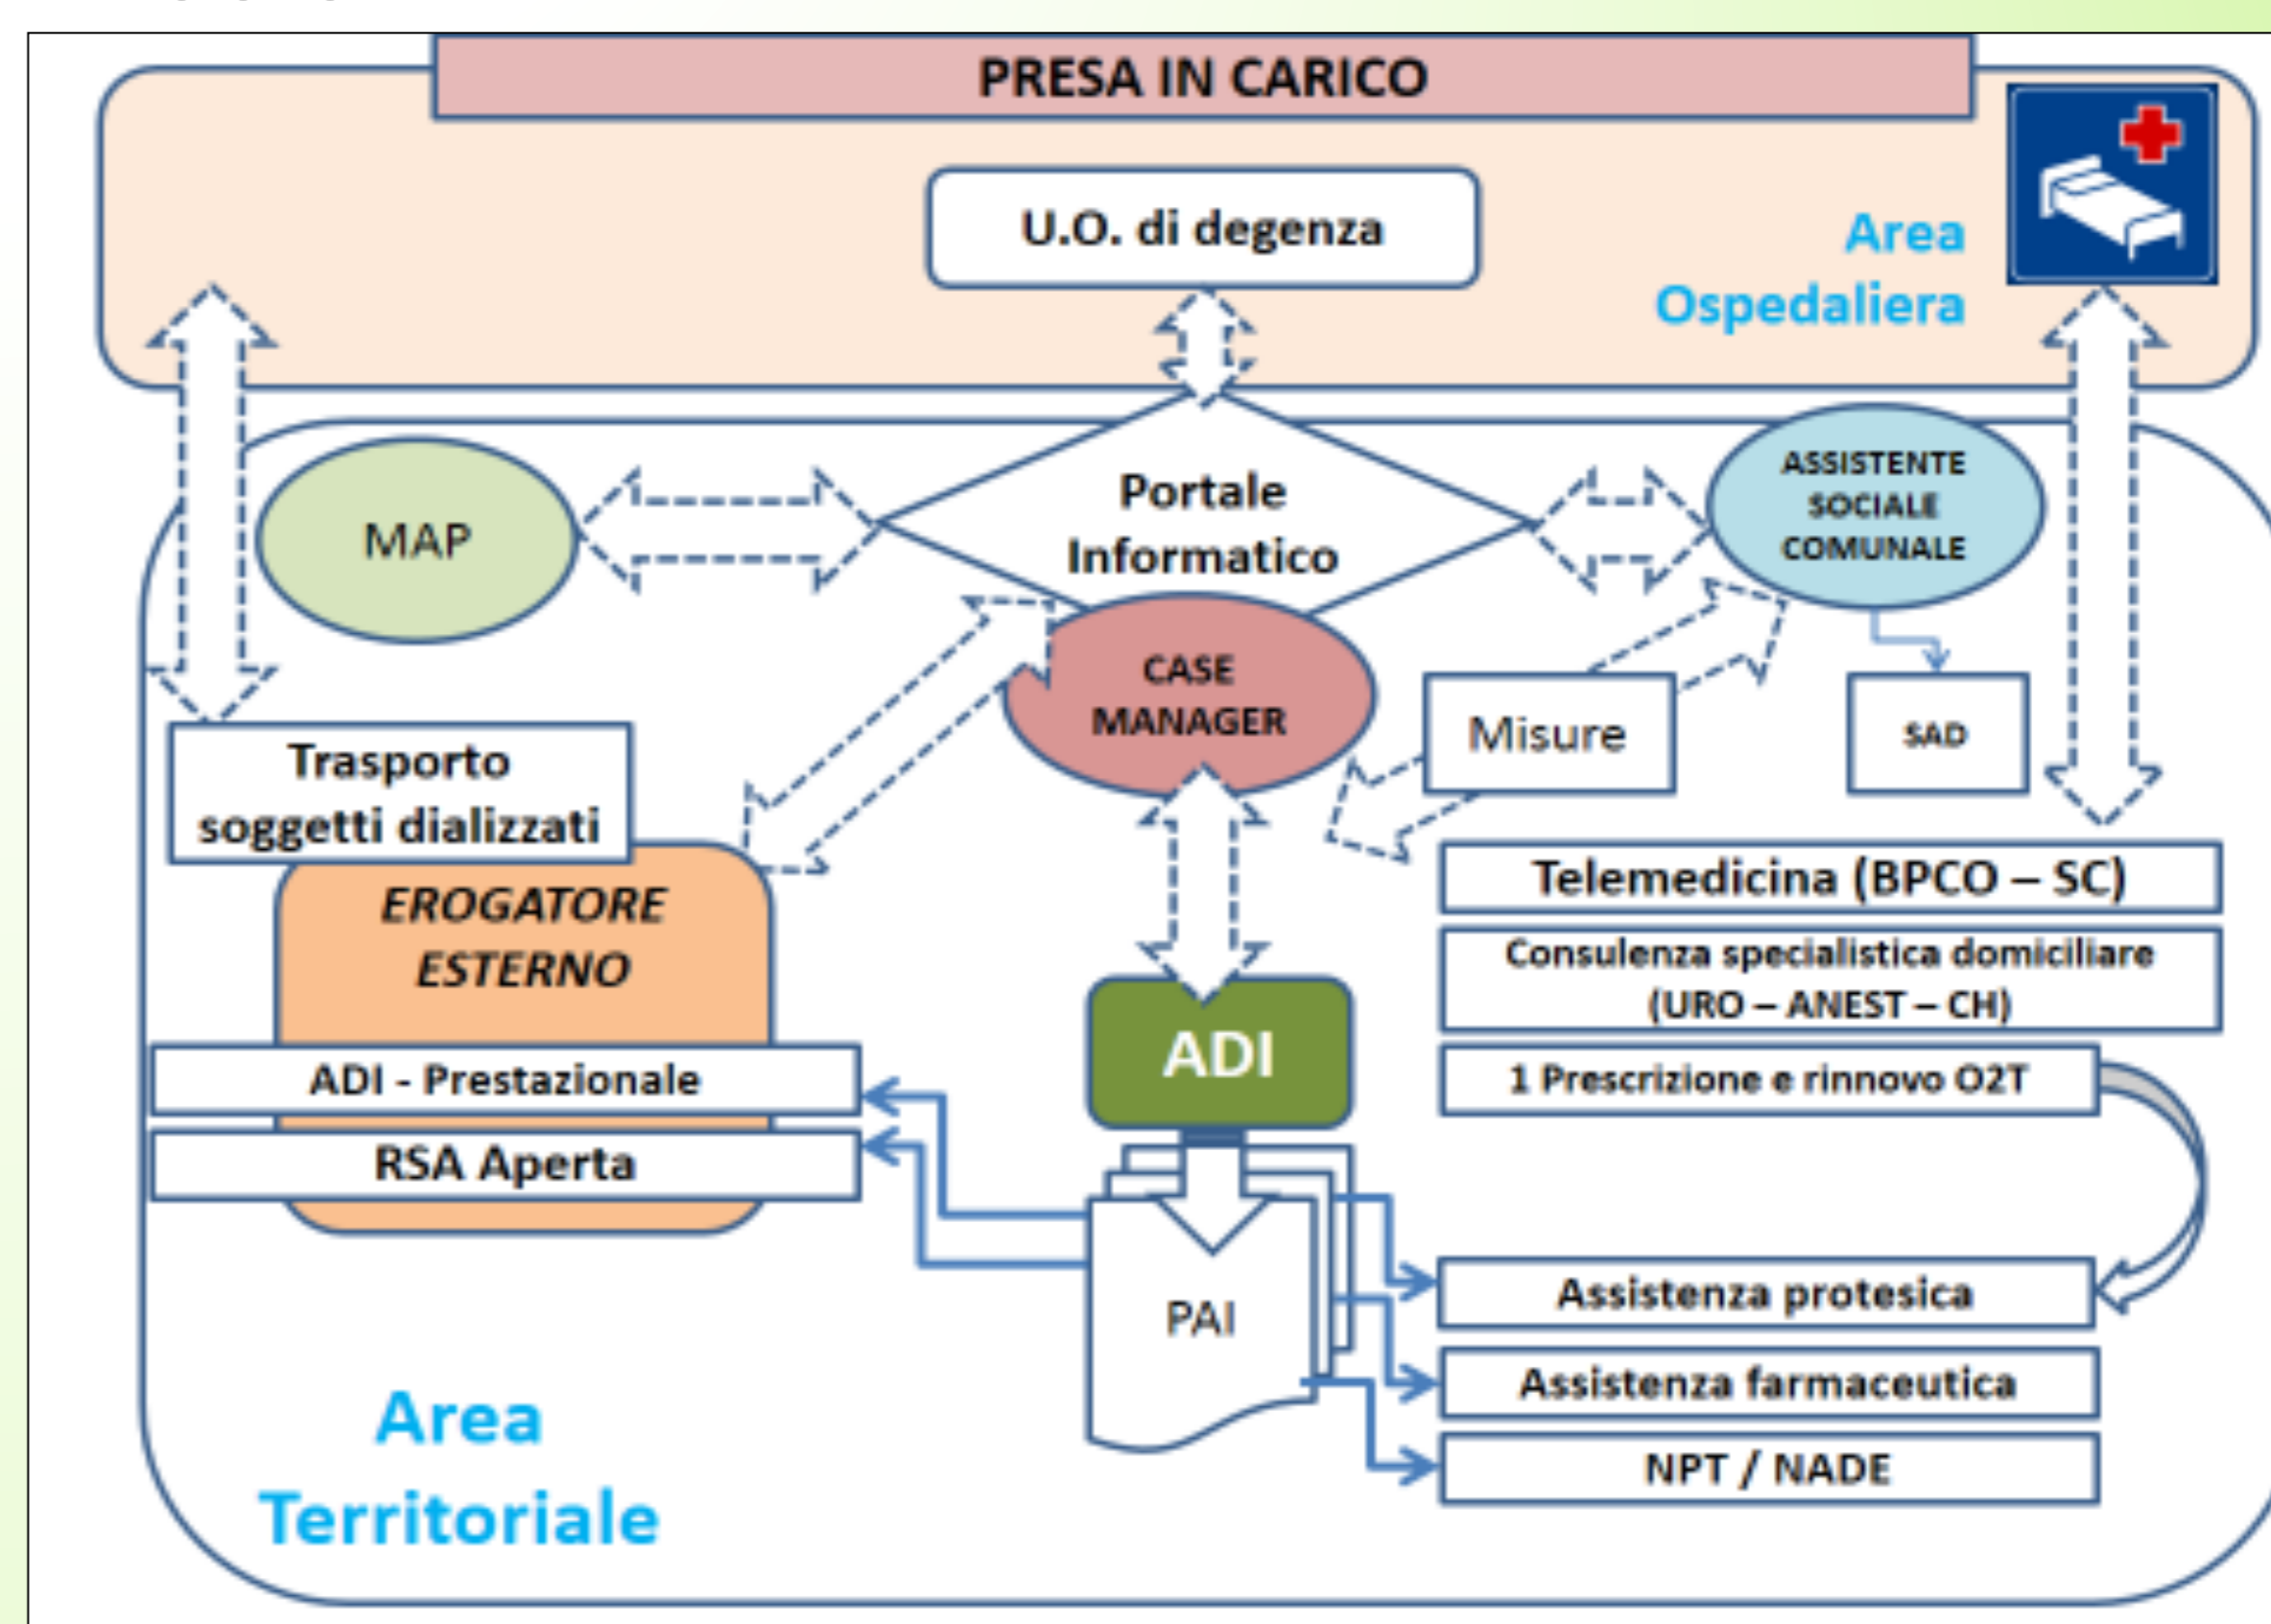 PRESA IN CARICO
U.O. di degenza
Area
Ospedaliera
MAP
Portale
Informatico
ASSISTENTE
SOCIALE
COMUNALE
CASE
MANAGER
Misure
SAD
Trasporto
soggetti dializzati
EROGATORE
ESTERNO
ADI - Prestazionale
RSA Aperta
ADI
PAI
Telemedicina (BPCO – SC)
Consulenza specialistica domiciliare
(URO – ANEST – CH)
1 Prescrizione e rinnovo O2T
Assistenza protesica
Assistenza farmaceutica
NPT / NADE
Area
Territoriale